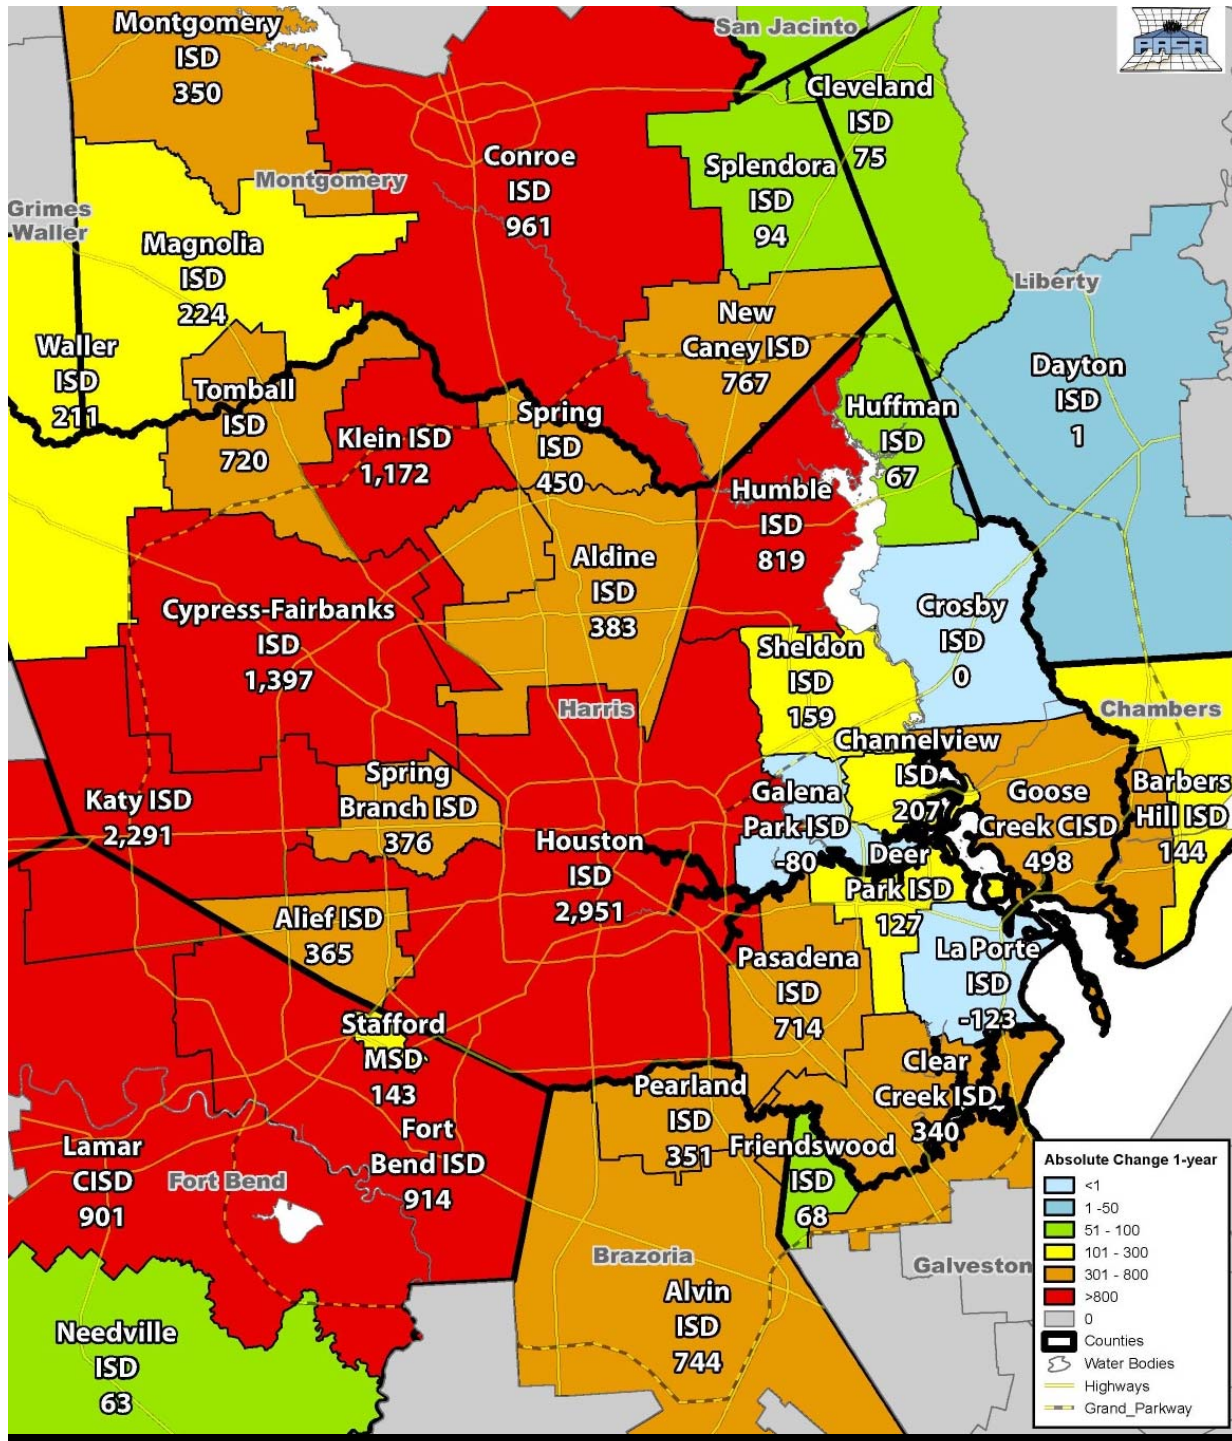 Montgomery
ISD
350
San Jacinto
PASA
Cleveland
ISD
75
Conroe
ISD
961
Splendora
ISD
94
Montgomery
Grimes
Waller
Magnolia
ISD
224
Liberty
New
Caney ISD
767
Waller
ISD
211
Dayton
ISD
1
Tomball
ISD
720
Klein ISD
1,172
Spring
ISD
450
Huffman
ISD
67
Humble
ISD
819
Aldine
ISD
383
Cypress-Fairbanks
ISD
1,397
Crosby
ISD
0
Sheldon
ISD
159
Harris
Chambers
Channelview
ISD
207
Spring
Branch ISD
376
Katy ISD
2,291
Galena
Park ISD
-80
Goose
Creek CISD
498
Barbers
Hill ISD
144
Houston
ISD
2,951
Deer
Park ISD
127
Alief ISD
365
Pasadena
ISD
714
La Porte
ISD
-123
Stafford
MSD
143
Clear
Creek ISD
340
Pearland
ISD
351
Fort
Bend ISD
914
Lamar
CISD
901
Fort Bend
Friendswood
ISD
68
Brazoria
Galveston
Alvin
ISD
744
Needville
ISD
63
Absolute Change 1-year
<1
1 -50
51 - 100
101 - 300
301 - 800
>800
0
Counties
Water Bodies
Highways
Grand_Parkway